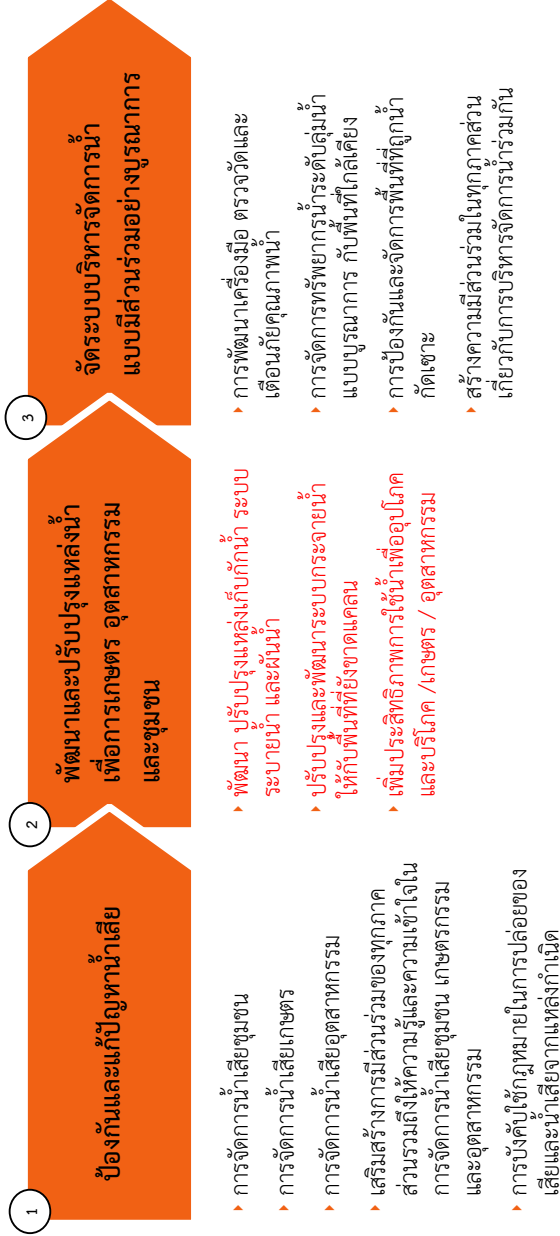 1
ป้องกันและแก้ปัญหาน้ำเสีย
การจัดการน้ำเสียชุมชน
การจัดการน้ำเสียเกษตร
การจัดการน้ำเสียอุตสาหกรรม
เสริมสร้างการมีส่วนร่วมของทุกภาค
ส่วนรวมถึงให้ความรู้และความเข้าใจใน
การจัดการน้ำเสียชุมชน เกษตรกรรม
และอุตสาหกรรม
การบังคับใช้กฎหมายในการปล่อยของ
เสียและน้ำเสียจากแหล่งกำเนิด
2
พัฒนาและปรับปรุงแหล่งน้ำ
เพื่อการเกษตร อุตสาหกรรม
และชุมชน
พัฒนา ปรับปรุงแหล่งเก็บกักน้ำ ระบบ
ระบายน้ำ และผันน้ำ
ปรับปรุงและพัฒนาระบบกระจายน้ำ
ให้กับพื้นที่ที่ยังขาดแคลน
เพิ่มประสิทธิภาพการใช้น้ำเพื่ออุปโภค
และบริโภค /เกษตร / อุตสาหกรรม
3
จัดระบบบริหารจัดการน้ำ
แบบมีส่วนร่วมอย่างบูรณาการ
การพัฒนาเครื่องมือ ตรวจวัดและ
เตือนภัยคุณภาพน้ำ
การจัดการทรัพยากรน้ำระดับลุ่มน้ำ
แบบบูรณาการ กับพื้นที่ใกล้เคียง
การป้องกันและจัดการพื้นที่ที่ถูกน้ำ
กัดเซาะ
สร้างความมีส่วนร่วมในทุกภาคส่วน
เกี่ยวกับการบริหารจัดการน้ำร่วมกัน